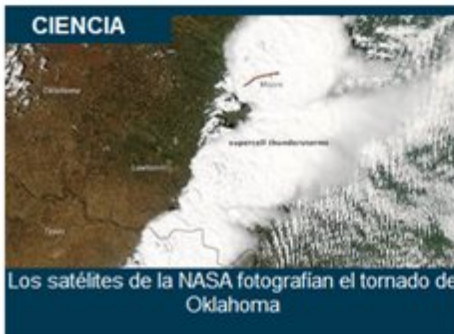 CIENCIA
Oklahoma
Moore
supercell thunderstorms
Lawton
Texas
Los satélites de la NASA fotografían el tornado de
Oklahoma